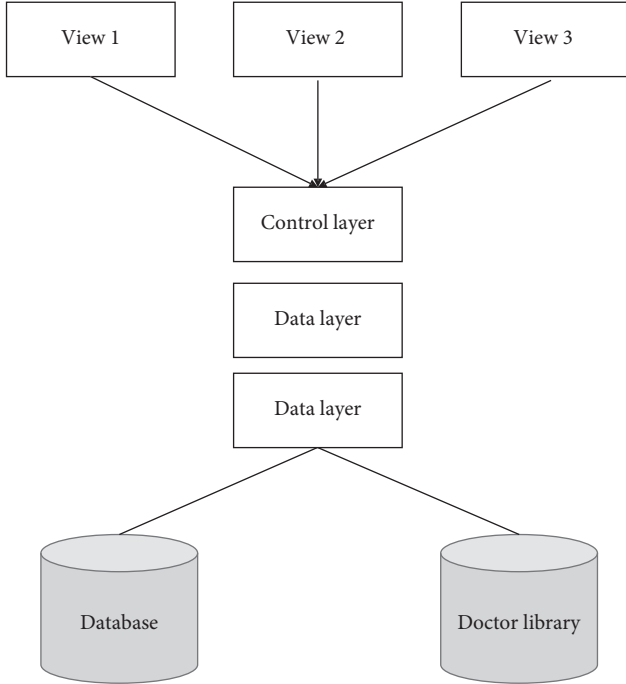 View 1
View 2
View 3
Control layer
Data layer
Data layer
Database
Doctor library